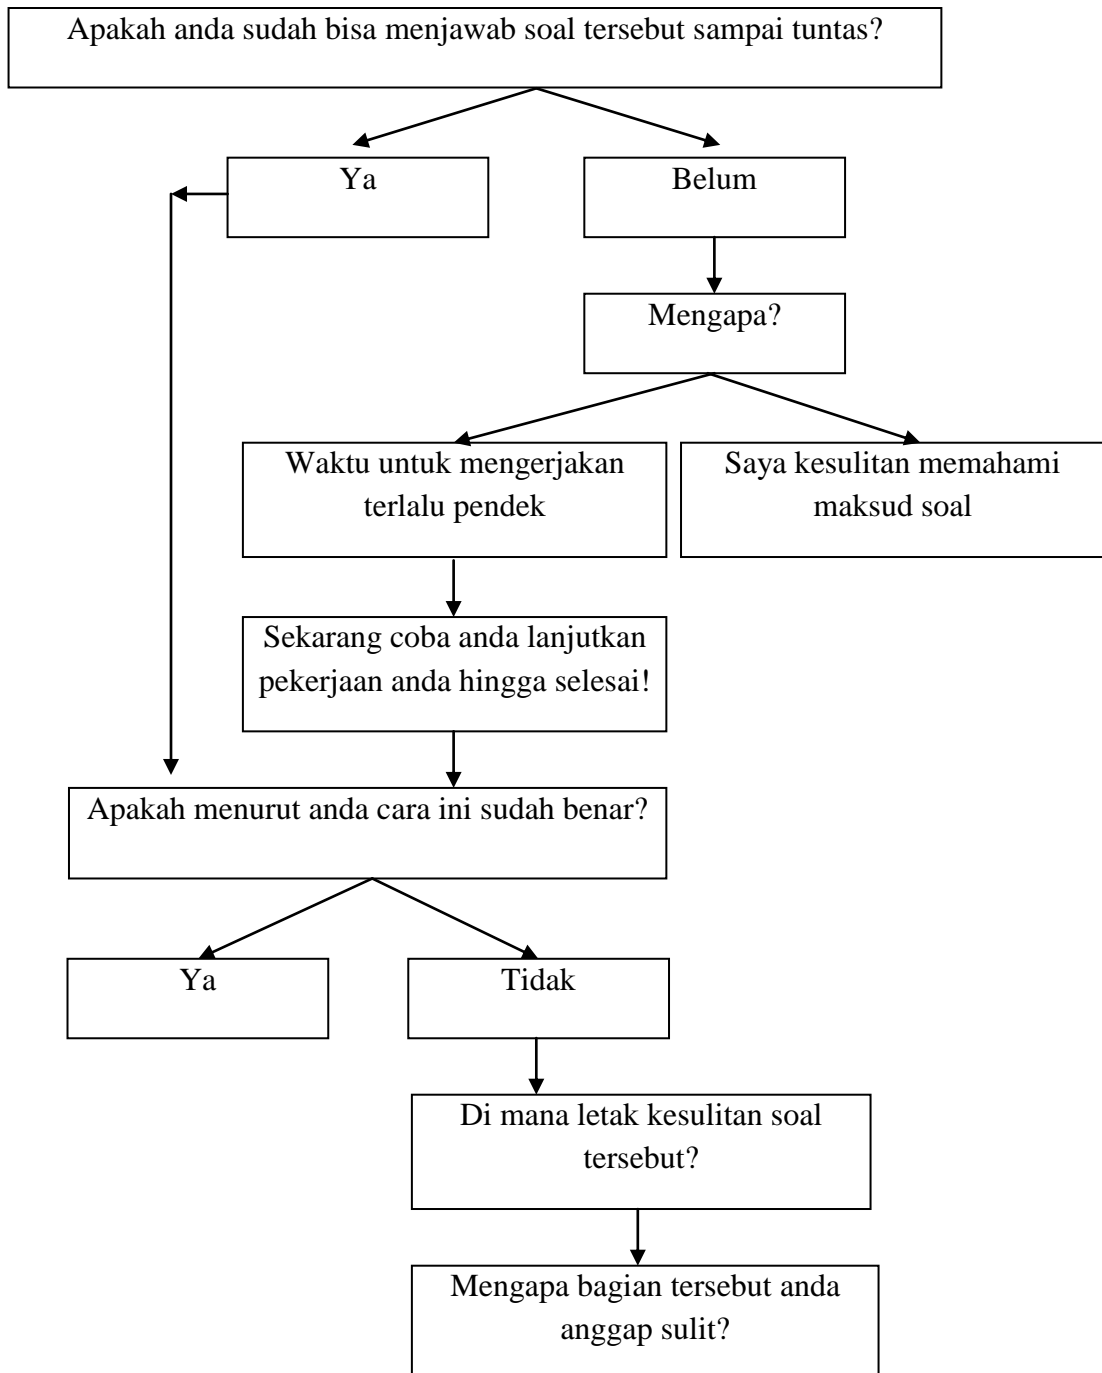 Apakah anda sudah bisa menjawab soal tersebut sampai tuntas?
Ya
Belum
Mengapa?
Waktu untuk mengerjakan
terlalu pendek
Saya kesulitan memahami
maksud soal
Sekarang coba anda lanjutkan
pekerjaan anda hingga selesai!
Apakah menurut anda cara ini sudah benar?
Ya
Tidak
Di mana letak kesulitan soal
tersebut?
Mengapa bagian tersebut anda
anggap sulit?